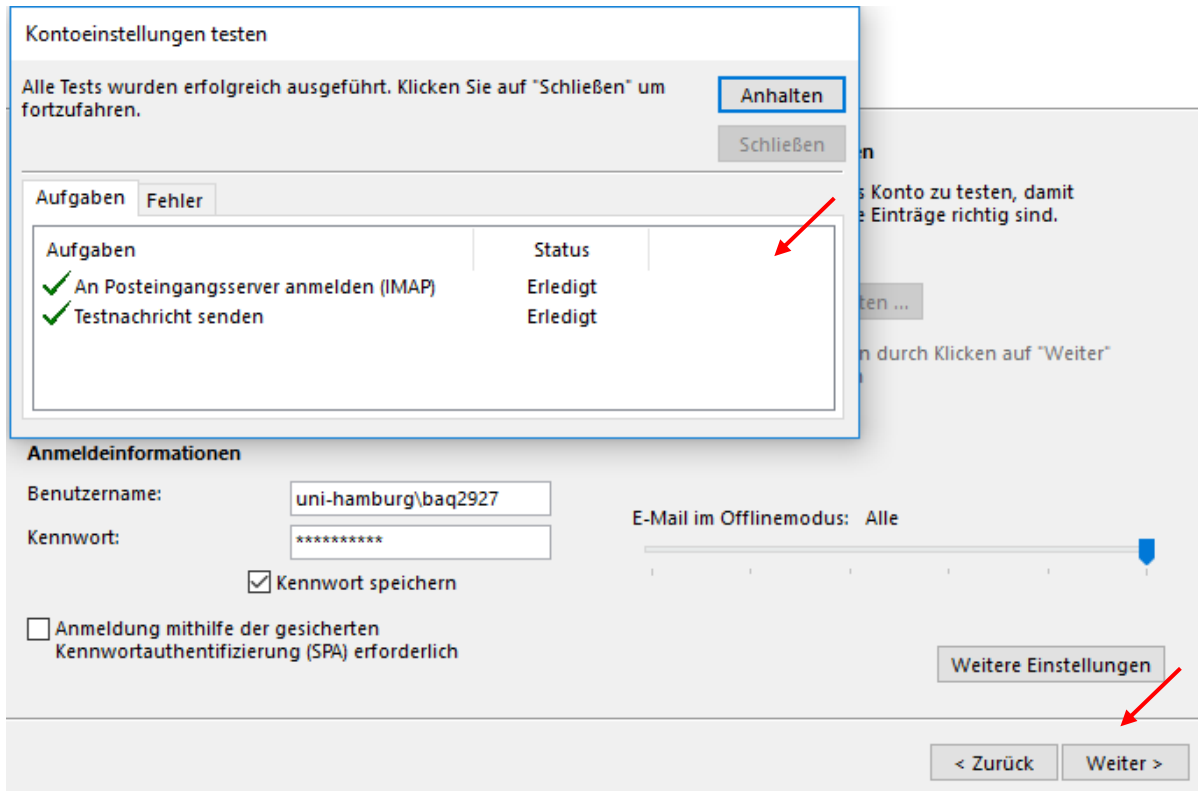 Kontoeinstellungen testen
Alle Tests wurden erfolgreich ausgeführt. Klicken Sie auf "Schließen" um
fortzufahren.
Anhalten
Schließen
en
s Konto zu testen, damit
e Einträge richtig sind.
Aufgaben Fehler
Aufgaben Status
An Posteingangsserver anmelden (IMAP) Erledigt
Testnachricht senden Erledigt
ten ...
n durch Klicken auf "Weiter"
Anmeldeinformationen
Benutzername: uni-hamburg\baq2927
Kennwort: **********
Kennwort speichern
E-Mail im Offlinemodus: Alle
Anmeldung mithilfe der gesicherten
Kennwortauthentifizierung (SPA) erforderlich
Weitere Einstellungen
< Zurück Weiter >